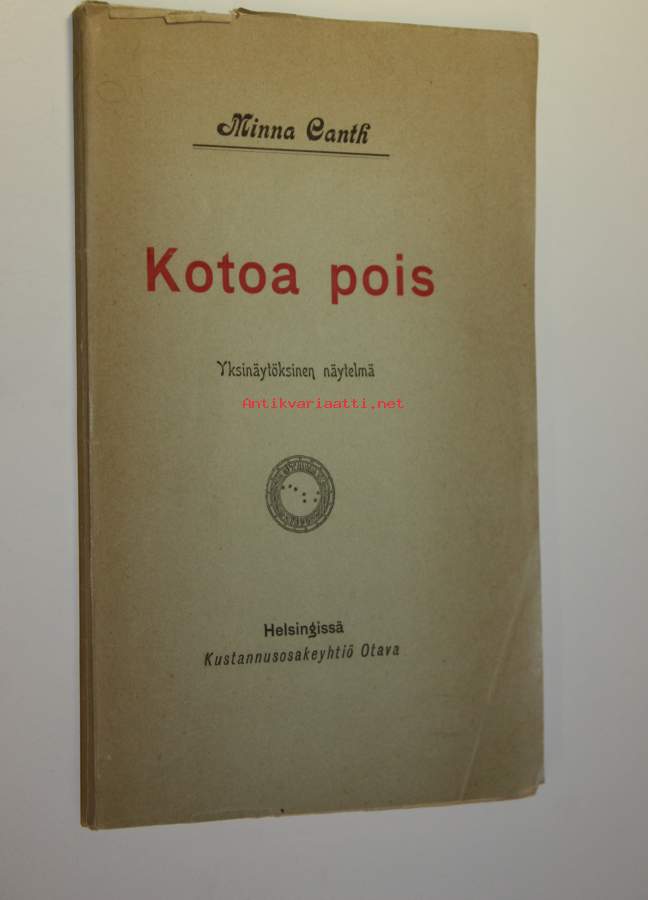 Minna Canth
Kotoa pois
Yksinäytöksinen näytelmä
Antikvariaatti.net
Helsingissä
Kustannusosakeyhtiö Otava